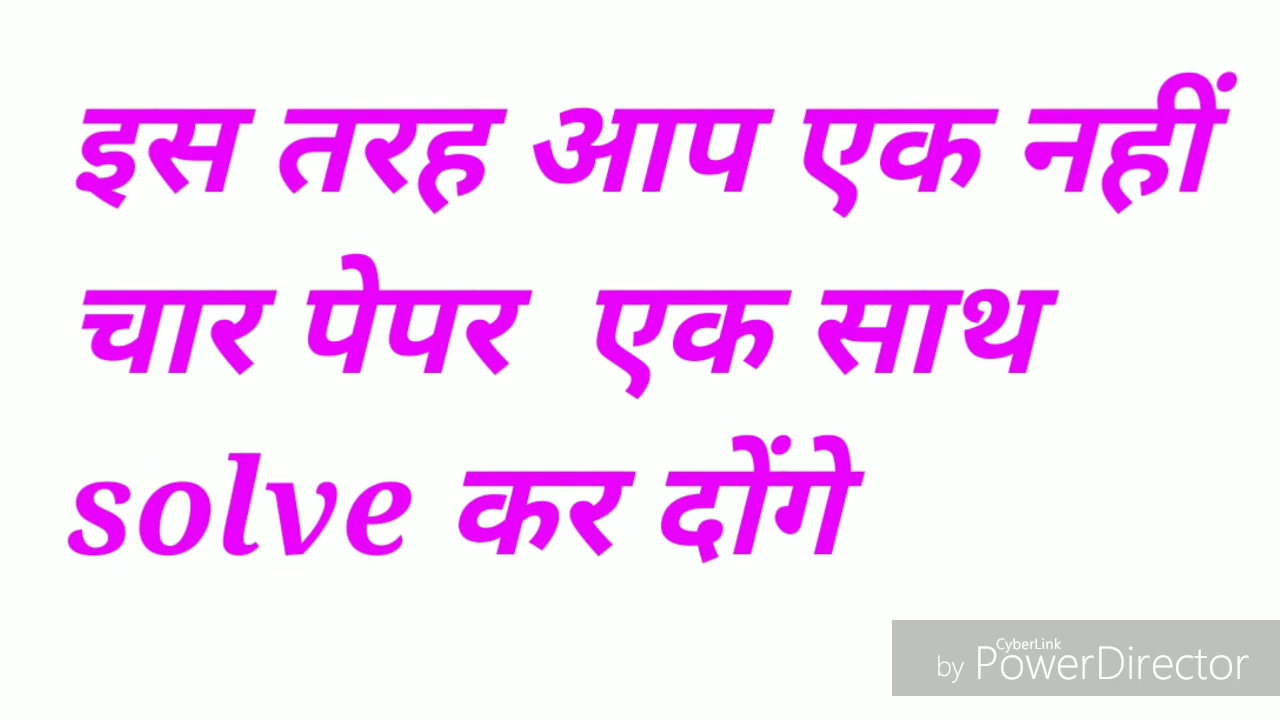 इस तरह आप एक नहीं
चार पेपर एक साथ
solve कर दोंगे
CyberLink
by PowerDirector